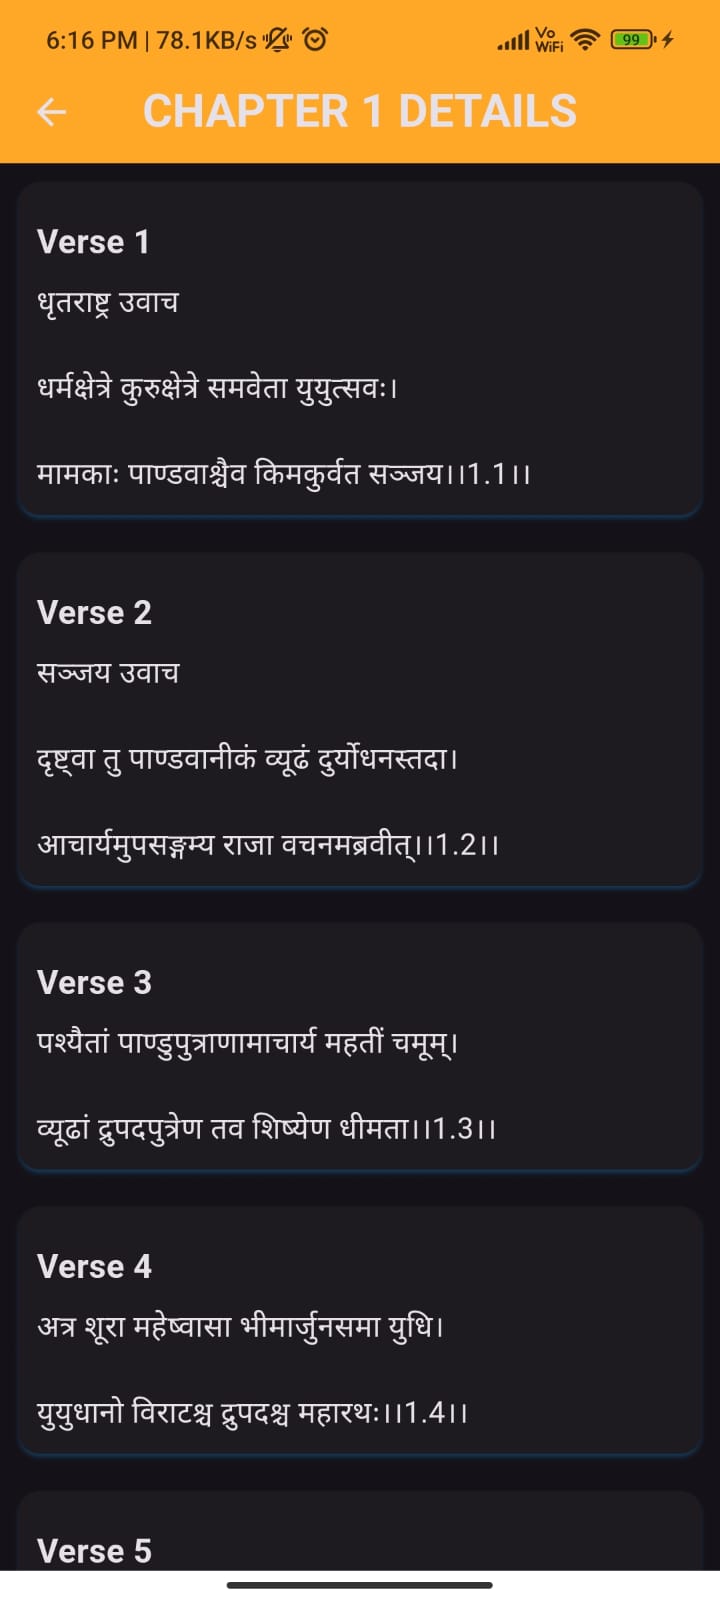 6:16 PM | 78.1KB/s
Vo
WiFi
99
CHAPTER 1 DETAILS
Verse 1
धृतराष्ट्र उवाच
धर्मक्षेत्रे कुरुक्षेत्रे समवेता युयुत्सवः।
मामकाः पाण्डवाश्चैव किमकुर्वत सञ्जय।।1.1।।
Verse 2
सञ्जय उवाच
दृष्ट्वा तु पाण्डवानीकं व्यूढं दुर्योधनस्तदा।
आचार्यमुपसङ्गम्य राजा वचनमब्रवीत्।।1.2।।
Verse 3
पश्यैतां पाण्डुपुत्राणामाचार्य महतीं चमूम्।
व्यूढां द्रुपदपुत्रेण तव शिष्येण धीमता।।1.3।।
Verse 4
अत्र शूरा महेष्वासा भीमार्जुनसमा युधि।
युयुधानो विराटश्च द्रुपदश्च महारथः।।1.4।।
Verse 5